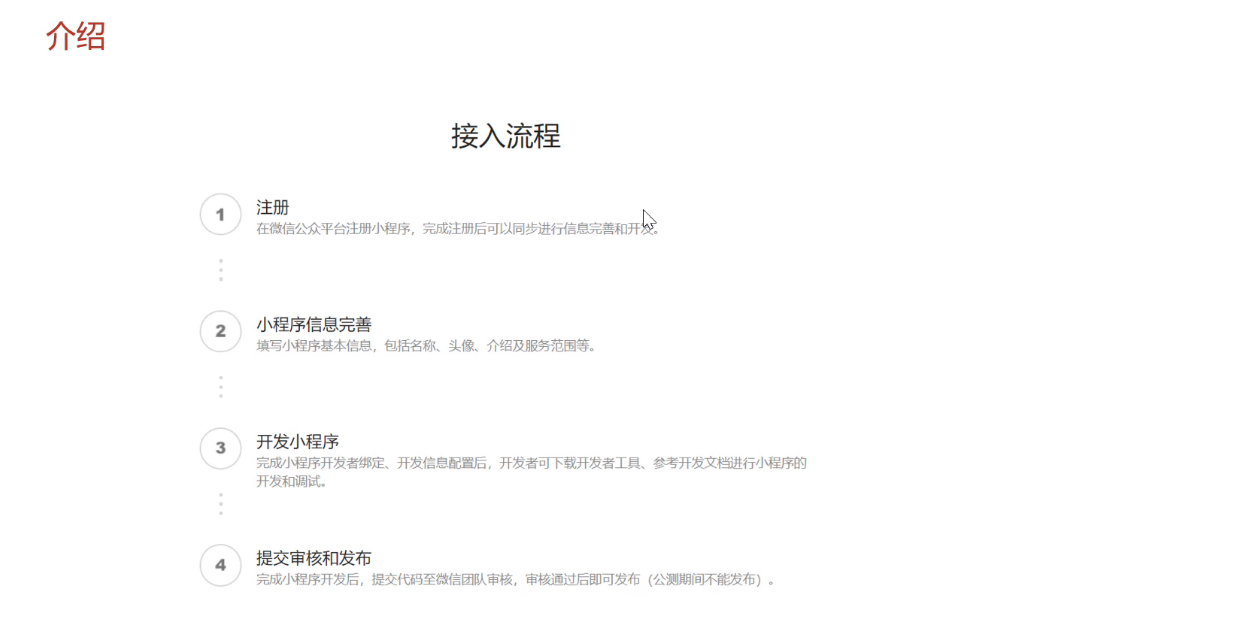 介绍
接入流程
1
注册
在微信公众平台注册小程序，完成注册后可以同步进行信息完善和开发。
2
小程序信息完善
填写小程序基本信息，包括名称、头像、介绍及服务范围等。
3
开发小程序
完成小程序开发者绑定、开发信息配置后，开发者可下载开发者工具、参考开发文档进行小程序的
开发和调试。
4
提交审核和发布
完成小程序开发后，提交代码至微信团队审核，审核通过后即可发布（公测期间不能发布）。